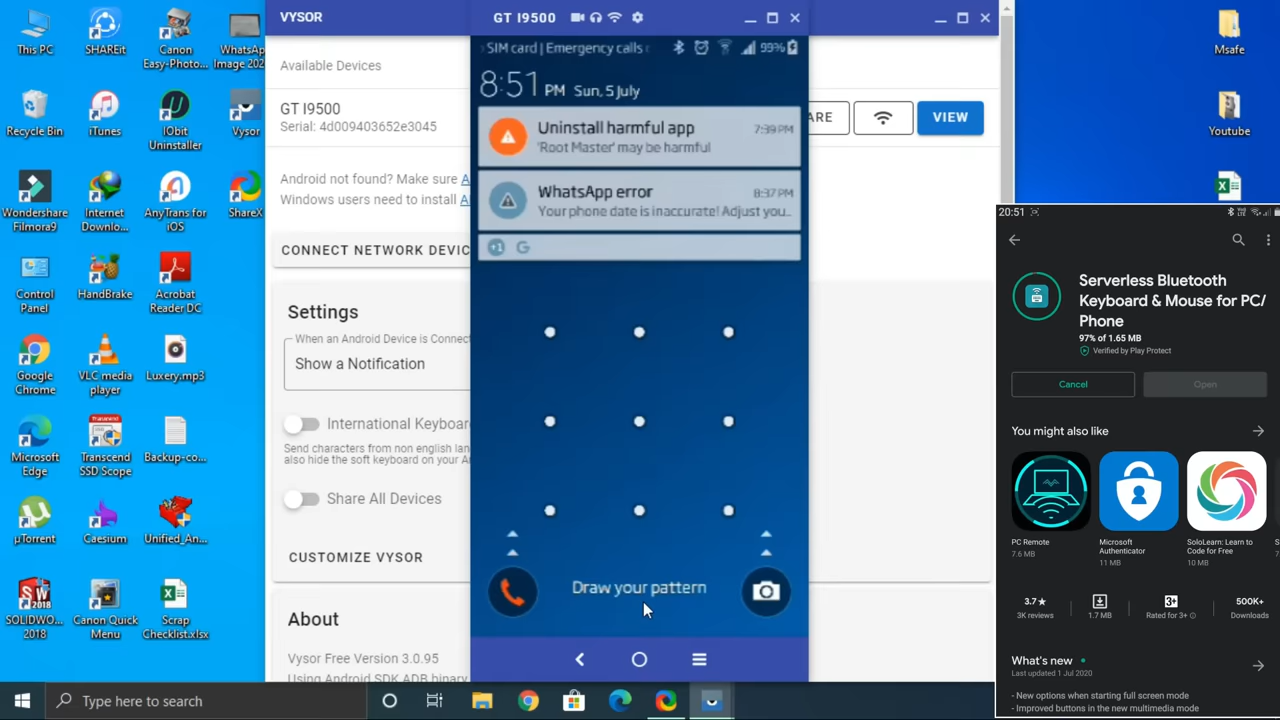 This PC
SHAREit
Canon
Easy-Photo...
WhatsAp
Image 202
Recycle Bin
iTunes
IObit
Uninstaller
Vysor
Wondershare
Filmora9
Internet
Downlo...
AnyTrans for
iOS
ShareX
Control
Panel
HandBrake
Acrobat
Reader DC
Google
Chrome
VLC media
player
Luxery.mp3
Microsoft
Edge
Transcend
SSD Scope
Backup-co...
µTorrent
Caesium
Unified_An...
SOLIDWO...
2018
Canon Quick
Menu
Scrap
Checklist.xlsx
VYSOR
Available Devices
GT I9500
Serial: 4d009403652e3045
ARE
VIEW
Android not found? Make sure A
Windows users need to install A
CONNECT NETWORK DEVIC
Settings
When an Android Device is Connect
Show a Notification
International Keyboar
Send characters from non english lan
also hide the soft keyboard on your A
Share All Devices
CUSTOMIZE VYSOR
About
Vysor Free Version 3.0.95
Using Android SDK ADB binary
GT I9500
SIM card | Emergency calls
99%
8:51 PM Sun, 5 July
Uninstall harmful app
7:39PM
'Root Master' may be harmful
WhatsApp error
8:37PM
Your phone date is inaccurate! Adjust you..
+1 G
Draw your pattern
Msafe
Youtube
20:51
Serverless Bluetooth
Keyboard & Mouse for PC/
Phone
97% of 1.65 MB
Verified by Play Protect
Cancel
Open
You might also like
PC Remote
7.6 MB
Microsoft
Authenticator
11 MB
SoloLearn: Learn to
Code for Free
10 MB
3.7★
3K reviews
1.7 MB
3+
Rated for 3+
500K+
Downloads
What's new
Last updated 1 Jul 2020
- New options when starting full screen mode
- Improved buttons in the new multimedia mode
Type here to search